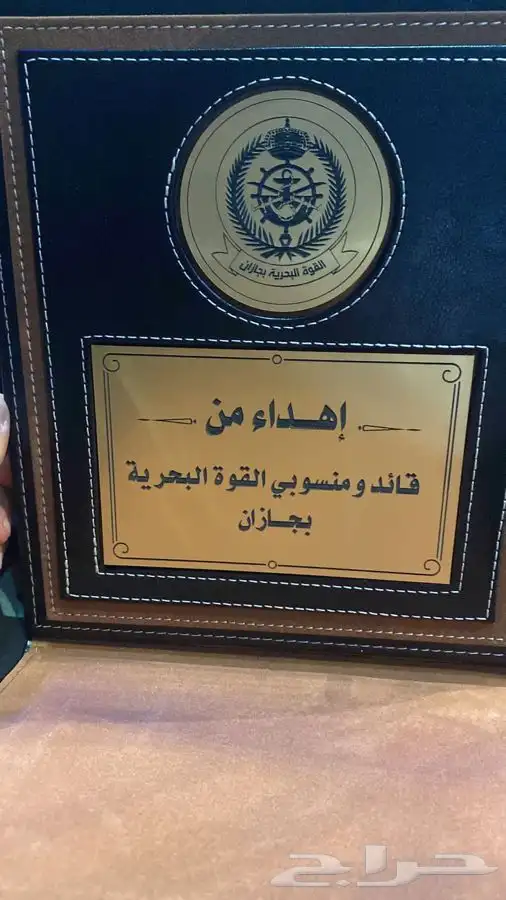 القوة البحرية بجازان
إهداء من
قائد ومنسوبي القوة البحرية
بجازان
حراج